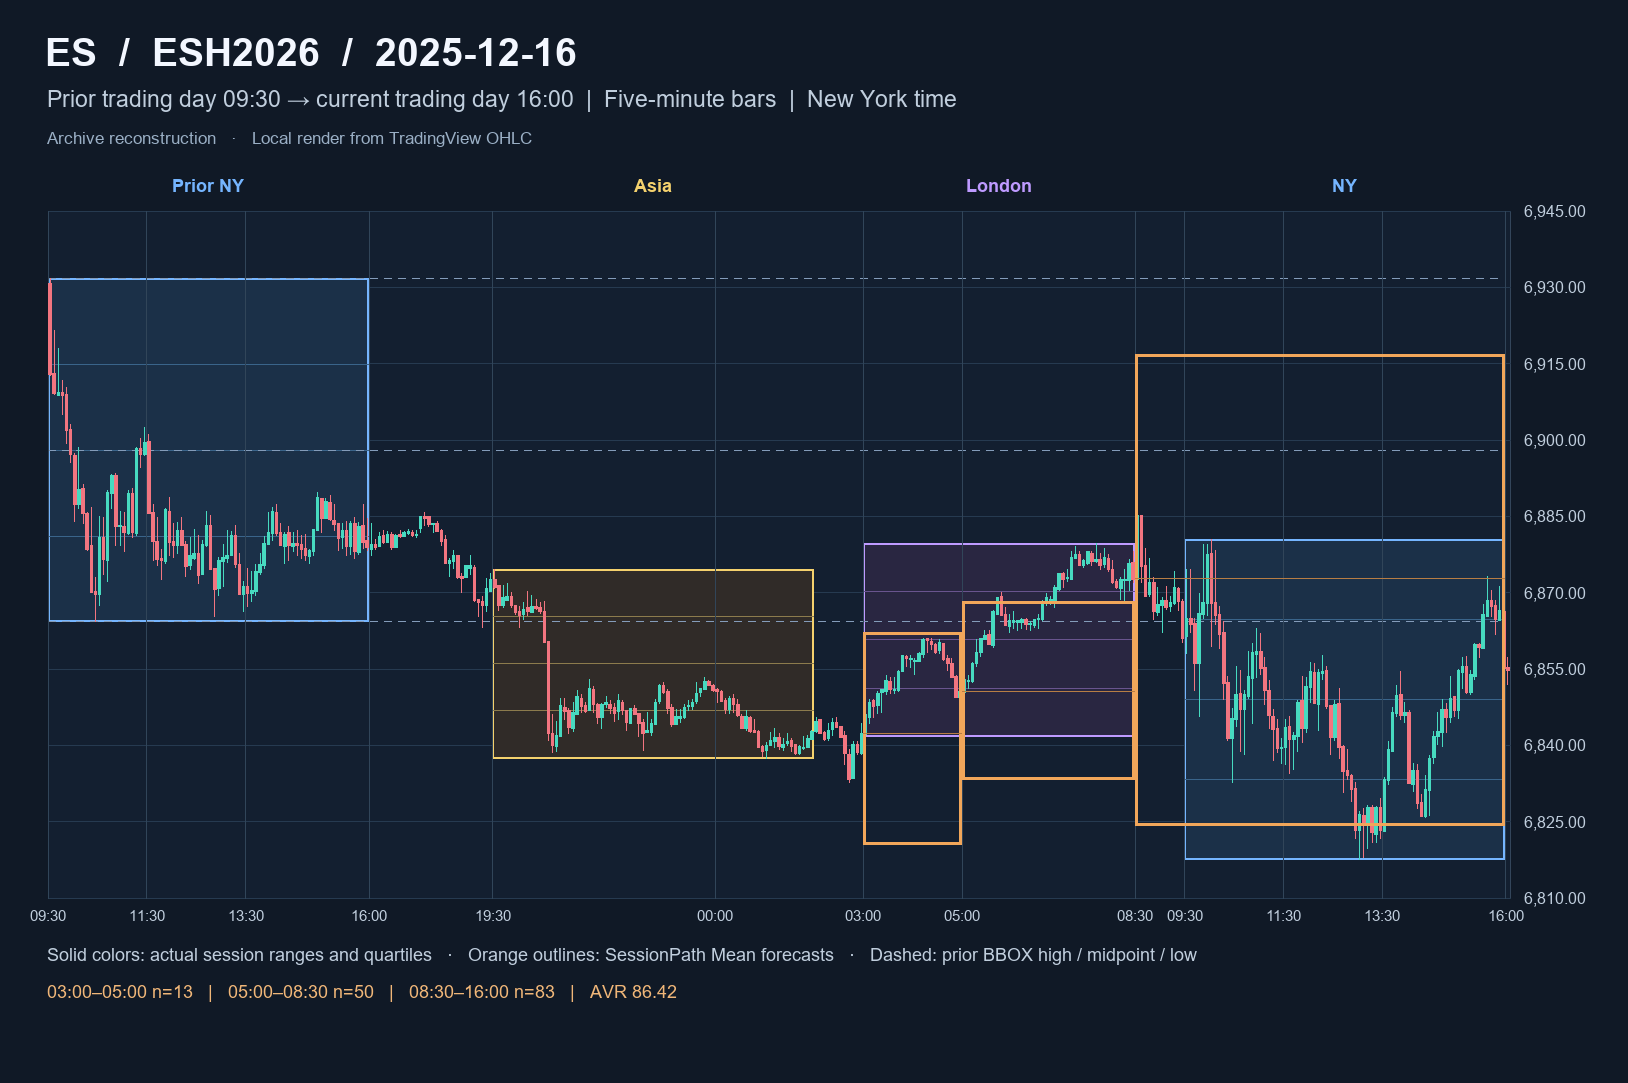 ES / ESH2026 / 2025-12-16
Prior trading day 09:30 → current trading day 16:00 | Five-minute bars | New York time
Archive reconstruction · Local render from TradingView OHLC
Prior NY Asia London NY
6,945.00
6,930.00
6,915.00
6,900.00
6,885.00
6,870.00
6,855.00
6,840.00
6,825.00
6,810.00
09:30 11:30 13:30 16:00 19:30 00:00 03:00 05:00 08:30 09:30 11:30 13:30 16:00
Solid colors: actual session ranges and quartiles · Orange outlines: SessionPath Mean forecasts · Dashed: prior BBOX high / midpoint / low
03:00–05:00 n=13 | 05:00–08:30 n=50 | 08:30–16:00 n=83 | AVR 86.42